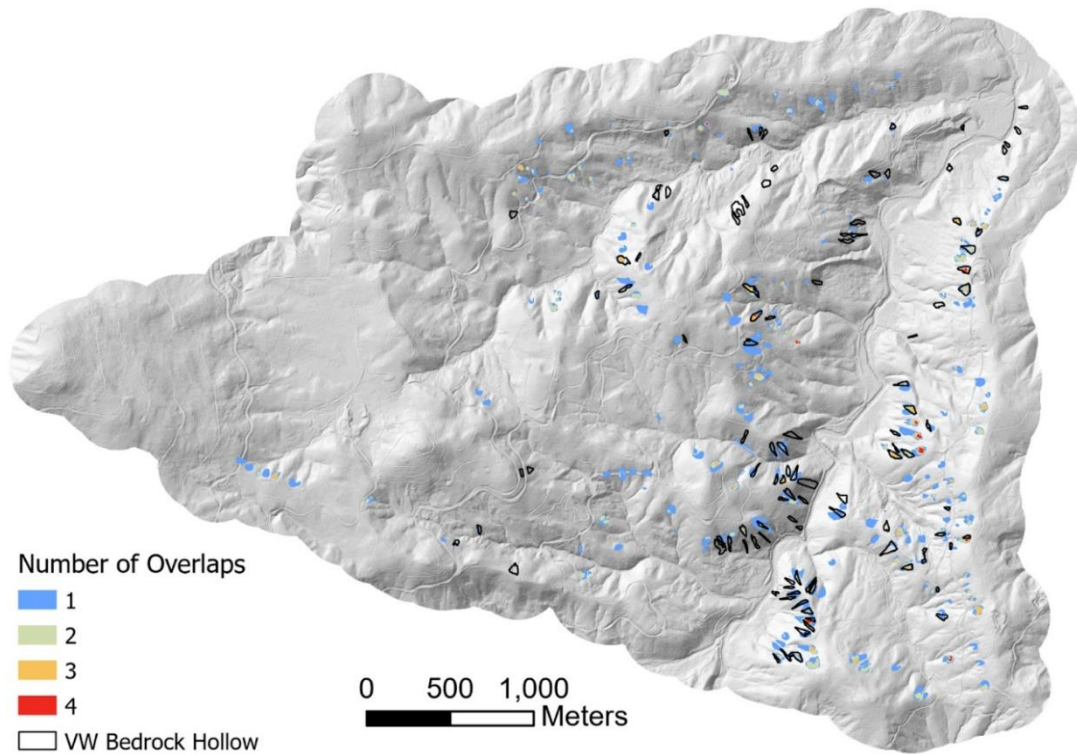 Number of Overlaps
1
2
3
4
VW Bedrock Hollow
0 500 1,000
Meters